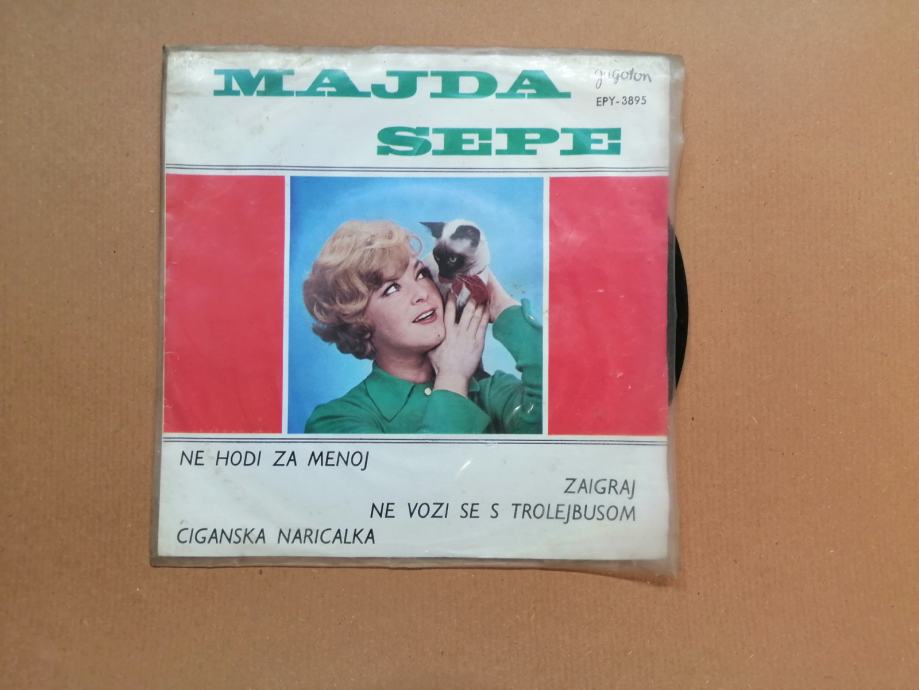 MAJDA
jugoton
EPY-3895
SEPE
NE HODI ZA MENOJ
ZAIGRAJ
NE VOZI SE S TROLEJBUSOM
CIGANSKA NARICALKA